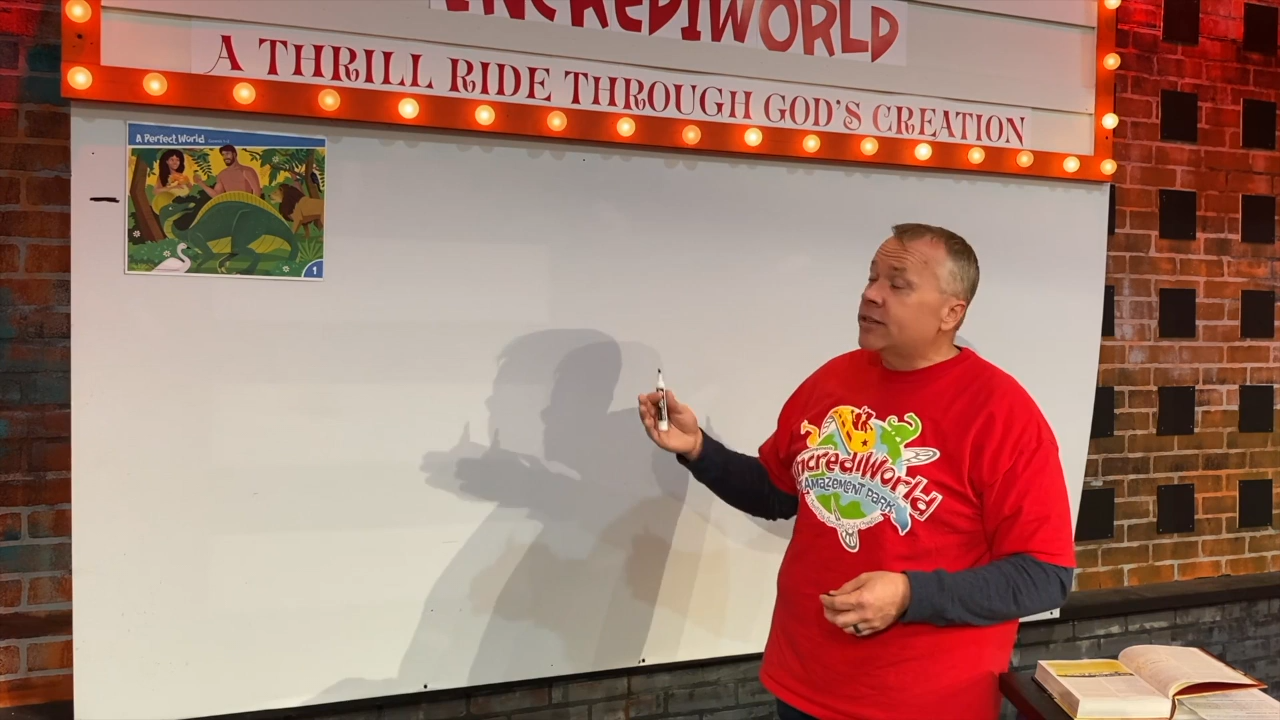 INCREDIWORLD
A THRILL RIDE THROUGH GOD'S CREATION
A Perfect World
1
IncrediWorld
Amazement Park